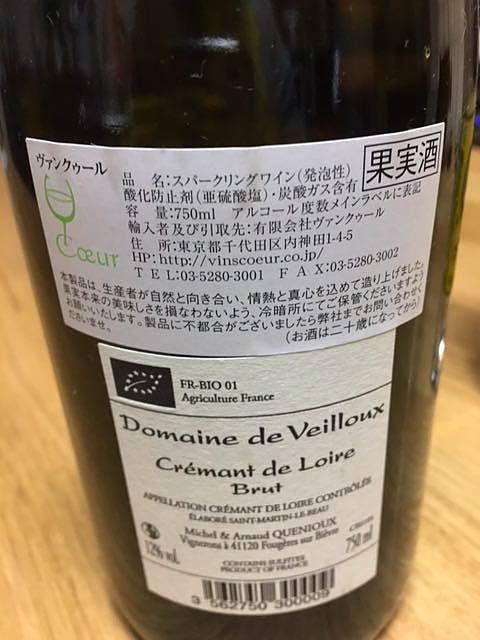 ヴァンクゥール
Cœur
果実酒
品 名:スパークリングワイン(発泡性)
酸化防止剤(亜硫酸塩)・炭酸ガス含有
容 量:750ml アルコール度数メインラベルに表記
輸入者及び引取先:有限会社ヴァンクゥール
住 所:東京都千代田区内神田1-4-5
HP:http://vinscoeur.co.jp/
TEL:03-5280-3001 FAX:03-5280-3002
本製品は、生産者が自然と向き合い、情熱と真心を込めて造り上げました。
果実本来の美味しさを損なわないよう、冷暗所にてご保管くださいますよう
お願いいたします。製品に不都合がございましたら弊社までお問い合わせ
くださいませ。
(お酒は二十歳になってから)
FR-BIO 01
Agriculture France
Domaine de Veilloux
Crémant de Loire
Brut
APPELLATION CRÉMANT DE LOIRE CONTRÔLÉE
ÉLABORÉ SAINT-MARTIN-LE-BEAU
Michel & Arnaud QUENIOUX
Vignerons à 41120 Fougères sur Bièvre
12% vol.
750 ml
CONTAINS SULFITES
PRODUCT OF FRANCE
3 562750 300009